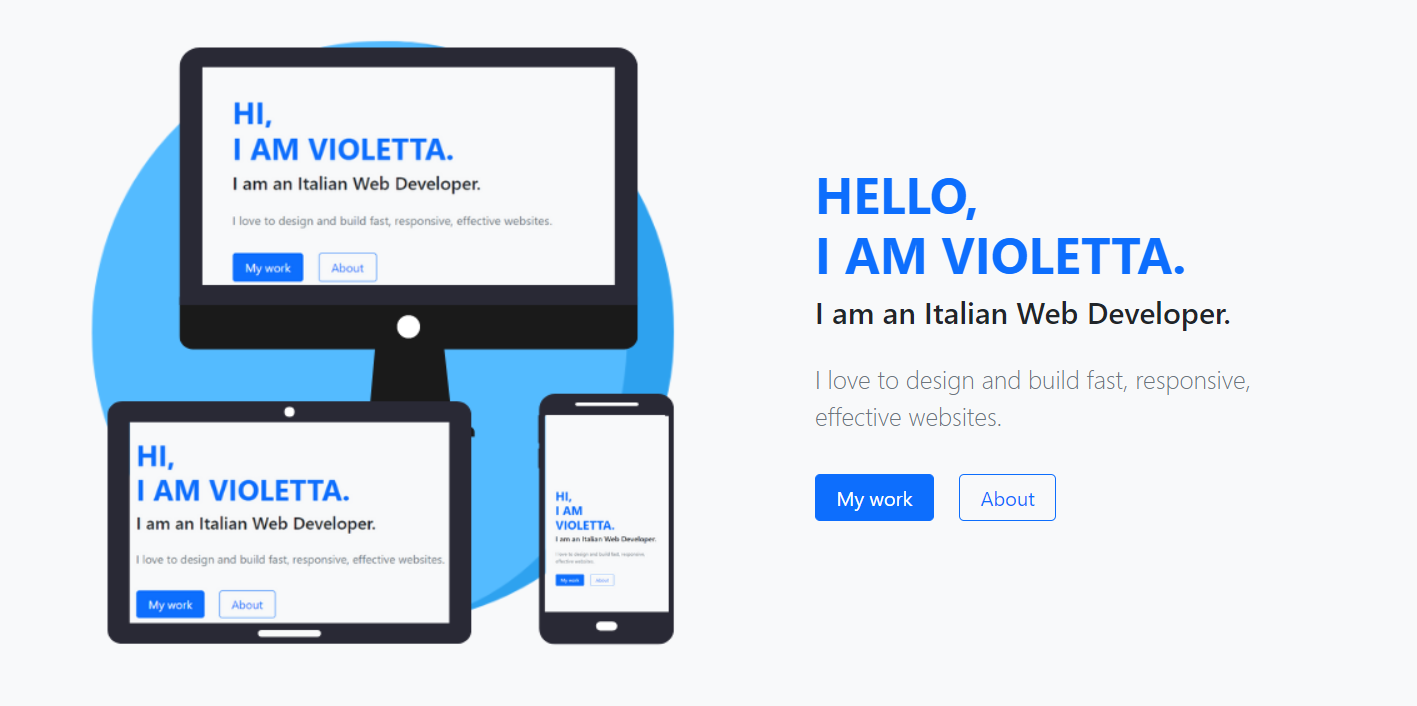 HI,
I AM VIOLETTA.
I am an Italian Web Developer.
I love to design and build fast, responsive, effective websites.
My work
About
HI,
I AM VIOLETTA.
I am an Italian Web Developer.
I love to design and build fast, responsive, effective websites.
My work
About
HI,
I AM
VIOLETTA.
I am an Italian Web Developer.
I love to design and build fast, responsive,
effective websites.
My work
About
HELLO,
I AM VIOLETTA.
I am an Italian Web Developer.
I love to design and build fast, responsive,
effective websites.
My work
About